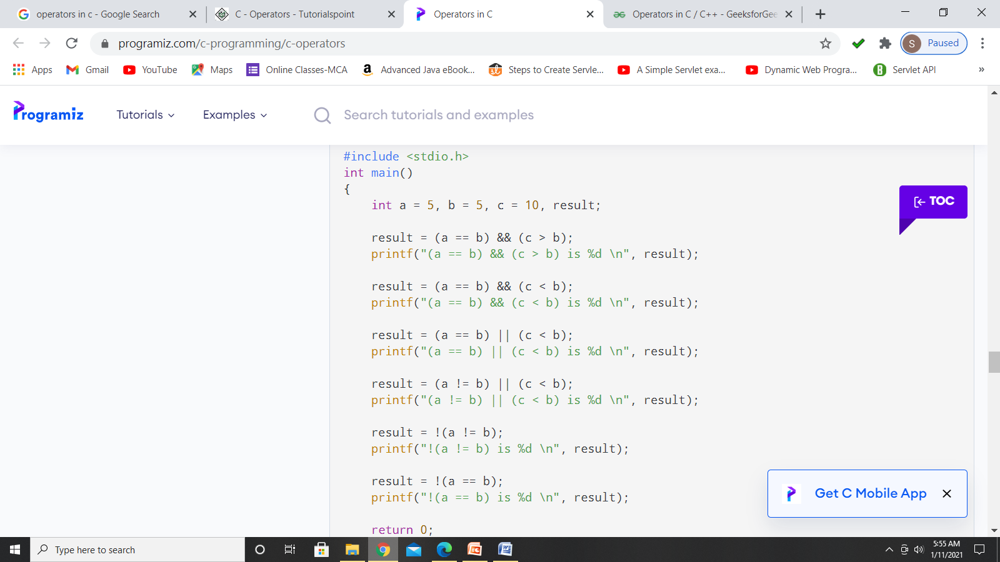 operators in c - Google Search
C - Operators - Tutorialspoint
Operators in C
Operators in C / C++ - GeeksforGee
programiz.com/c-programming/c-operators
S Paused
Apps
Gmail
YouTube
Maps
Online Classes-MCA
Advanced Java eBook...
Steps to Create Servle...
A Simple Servlet exa...
Dynamic Web Progra...
Servlet API
»
Programiz
Tutorials
Examples
Search tutorials and examples
#include <stdio.h>
int main()
{
    int a = 5, b = 5, c = 10, result;
    result = (a == b) && (c > b);
    printf("(a == b) && (c > b) is %d \n", result);
    result = (a == b) && (c < b);
    printf("(a == b) && (c < b) is %d \n", result);
    result = (a == b) || (c < b);
    printf("(a == b) || (c < b) is %d \n", result);
    result = (a != b) || (c < b);
    printf("(a != b) || (c < b) is %d \n", result);
    result = !(a != b);
    printf("!(a != b) is %d \n", result);
    result = !(a == b);
    printf("!(a == b) is %d \n", result);
    return 0;
TOC
Get C Mobile App
Type here to search
5:55 AM
1/11/2021